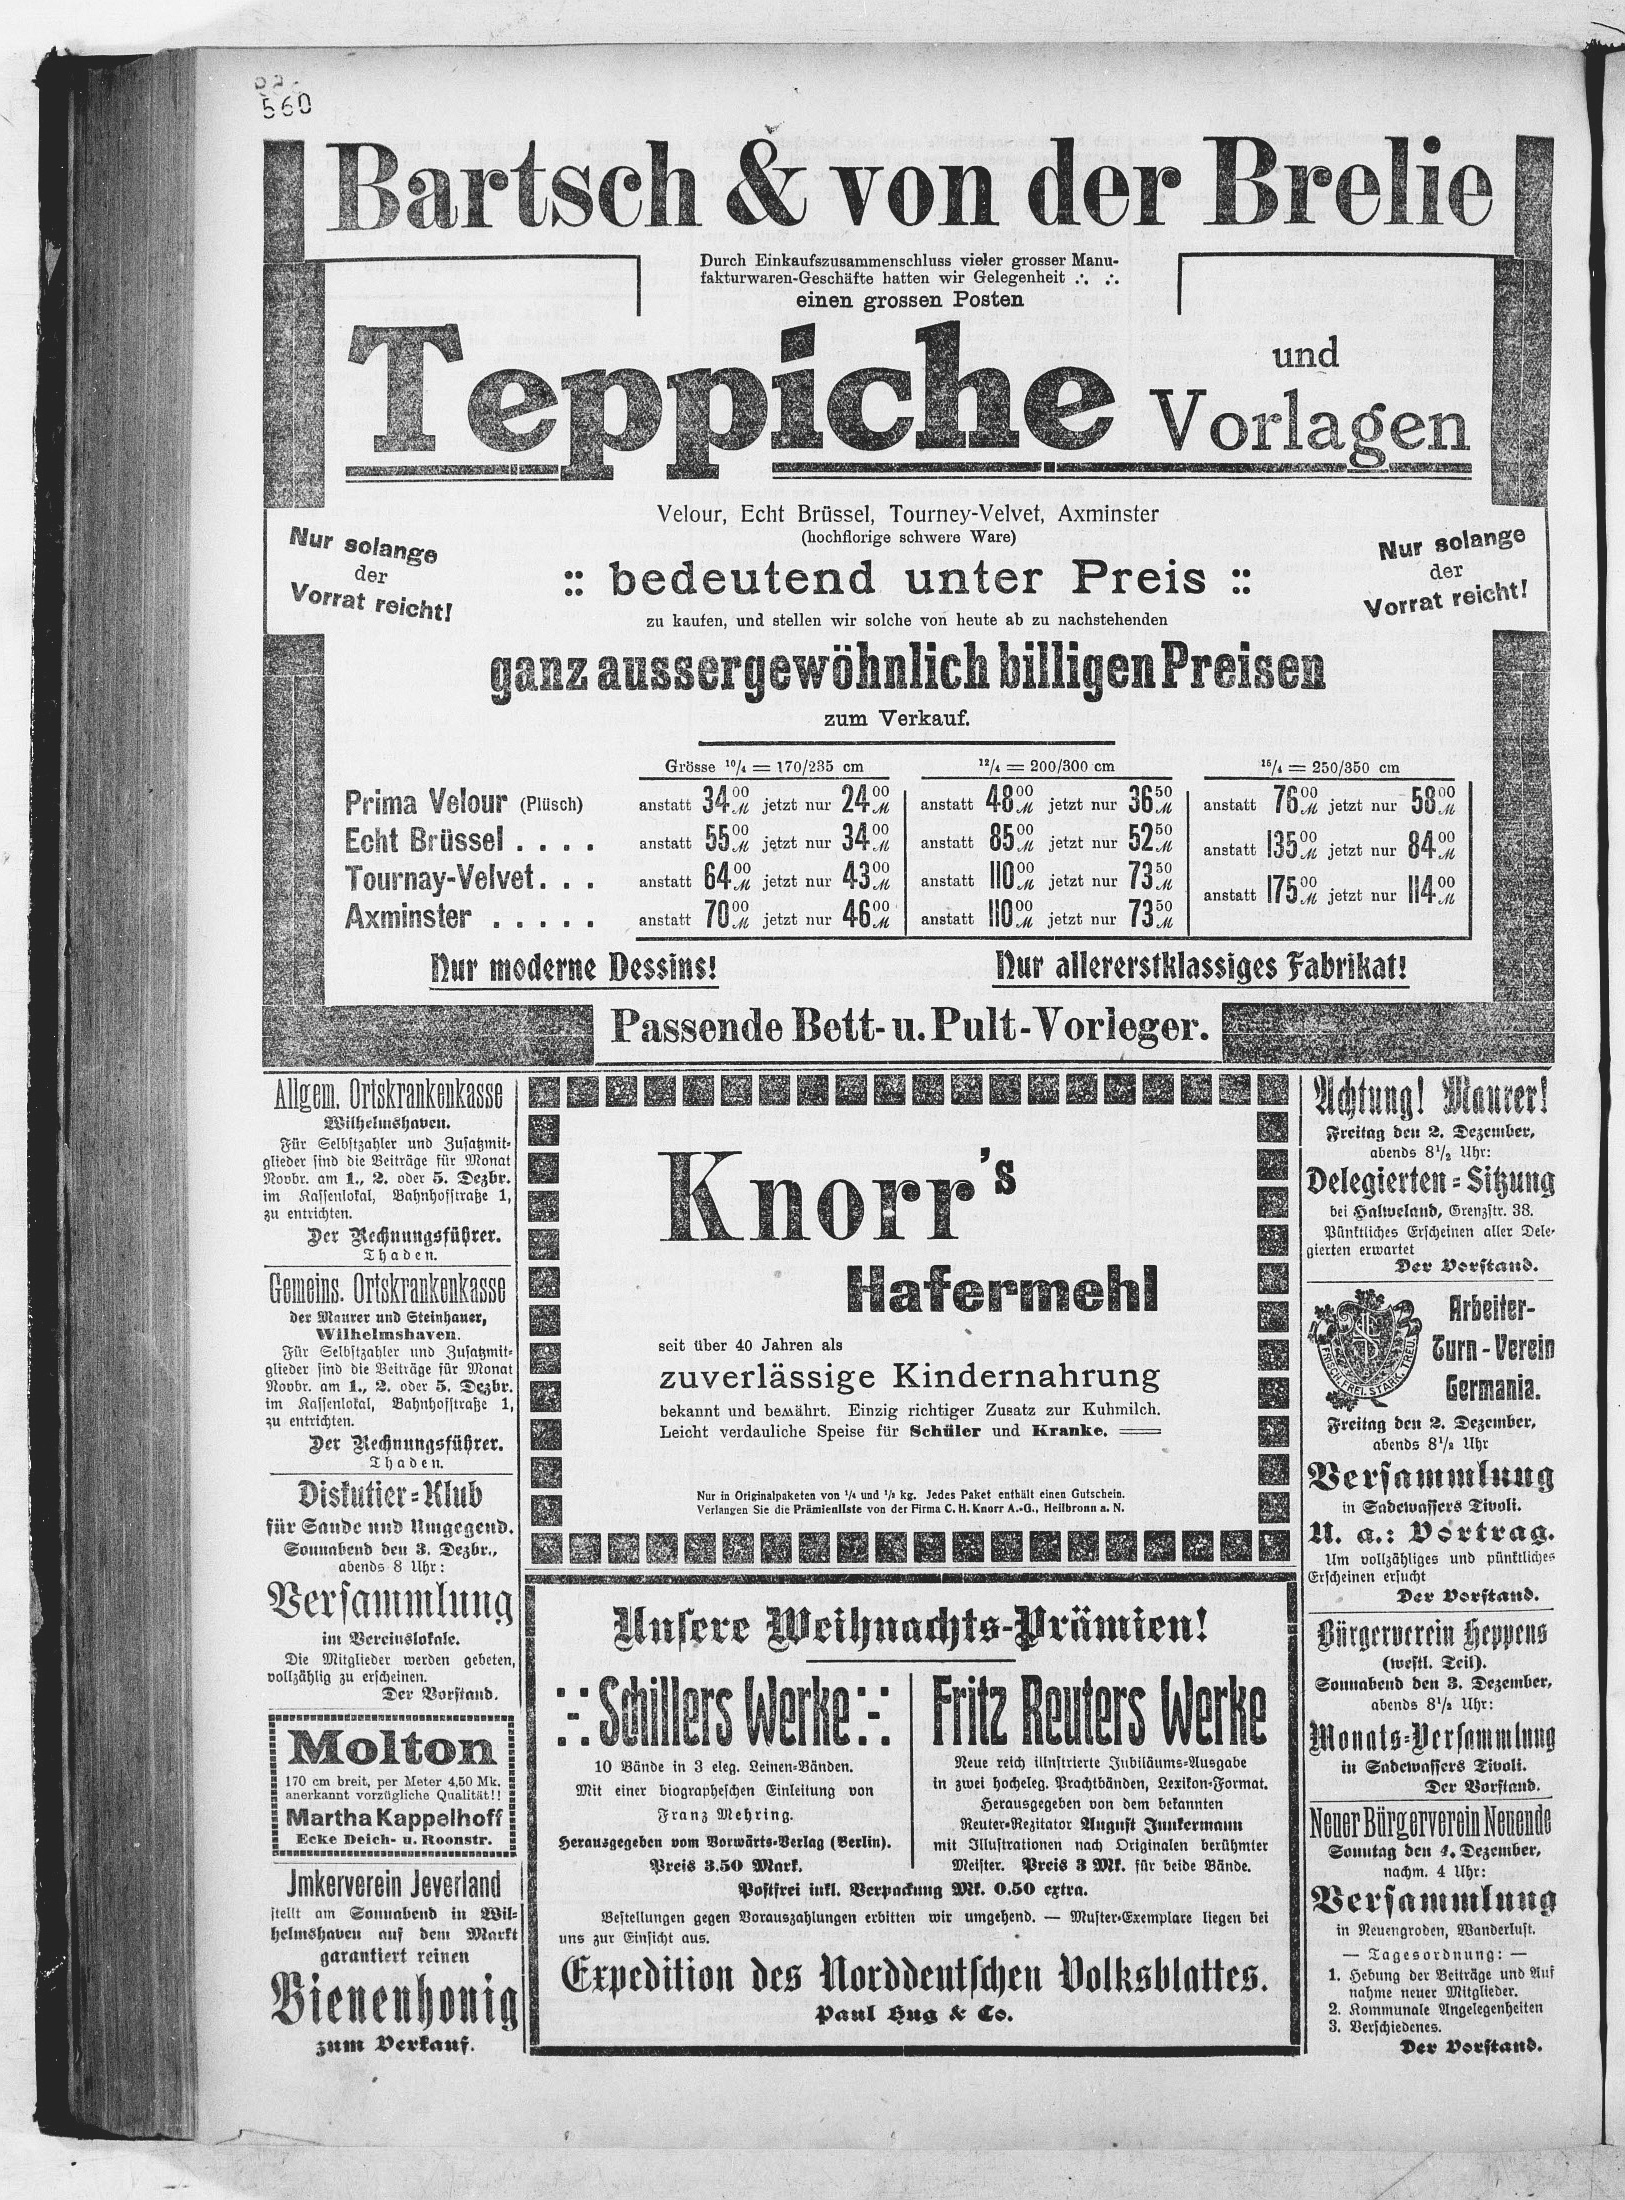 560
Bartsch & von der Brelie
Durch Einkaufszusammenschluss vieler grosser Manu-
fakturwaren-Geschäfte hatten wir Gelegenheit ∴ ∴
einen grossen Posten
Teppiche und
Vorlagen
Velour, Echt Brüssel, Tourney-Velvet, Axminster
(hochflorige schwere Ware)
Nur solange
der
Vorrat reicht!
:: bedeutend unter Preis ::
Nur solange
der
Vorrat reicht!
zu kaufen, und stellen wir solche von heute ab zu nachstehenden
ganz aussergewöhnlich billigen Preisen
zum Verkauf.
Grösse 10/4 = 170/235 cm 12/4 = 200/300 cm 15/4 = 250/350 cm
Prima Velour (Plüsch) anstatt 34 00 M jetzt nur 24 00 M anstatt 48 00 M jetzt nur 36 50 M anstatt 76 00 M jetzt nur 58 00 M
Echt Brüssel . . . . anstatt 55 00 M jetzt nur 34 00 M anstatt 85 00 M jetzt nur 52 50 M anstatt 135 00 M jetzt nur 84 00 M
Tournay-Velvet. . . anstatt 64 00 M jetzt nur 43 00 M anstatt 110 00 M jetzt nur 73 50 M anstatt 175 00 M jetzt nur 114 00 M
Axminster . . . . . anstatt 70 00 M jetzt nur 46 00 M anstatt 110 00 M jetzt nur 73 50 M
Nur moderne Dessins! Nur allererstklassiges Fabrikat!
Passende Bett- u. Pult-Vorleger.
Allgem. Ortskrankenkasse
Wilhelmshaven.
Für Selbstzahler und Zusatzmit-
glieder sind die Beiträge für Monat
Novbr. am 1., 2. oder 5. Dezbr.
im Kassenlokal, Bahnhofstraße 1,
zu entrichten.
Der Rechnungsführer.
Thaden.
Gemeins. Ortskrankenkasse
der Maurer und Steinhauer,
Wilhelmshaven.
Für Selbstzahler und Zusatzmit-
glieder sind die Beiträge für Monat
Novbr. am 1., 2. oder 5. Dezbr.
im Kassenlokal, Bahnhofstraße 1,
zu entrichten.
Der Rechnungsführer.
Thaden.
Diskutier-Klub
für Sande und Umgegend.
Sonnabend den 3. Dezbr.,
abends 8 Uhr:
Versammlung
im Vereinslokale.
Die Mitglieder werden gebeten,
vollzählig zu erscheinen.
Der Vorstand.
Molton
170 cm breit, per Meter 4,50 Mk.
anerkannt vorzügliche Qualität!!
Martha Kappelhoff
Ecke Deich- u. Roonstr.
Imkerverein Jeverland
stellt am Sonnabend in Wil-
helmshaven auf dem Markt
garantiert reinen
Bienenhonig
zum Verkauf.
Knorr's
Hafermehl
seit über 40 Jahren als
zuverlässige Kindernahrung
bekannt und bewährt. Einzig richtiger Zusatz zur Kuhmilch.
Leicht verdauliche Speise für Schüler und Kranke.
Nur in Originalpaketen von 1/4 und 1/2 kg. Jedes Paket enthält einen Gutschein.
Verlangen Sie die Prämienliste von der Firma C. H. Knorr A.-G., Heilbronn a. N.
Unsere Weihnachts-Prämien!
Schillers Werke
10 Bände in 3 eleg. Leinen-Bänden.
Mit einer biographeschen Einleitung von
Franz Mehring.
Herausgegeben vom Vorwärts-Verlag (Berlin).
Preis 3.50 Mark.
Fritz Reuters Werke
Neue reich illustrierte Jubiläums-Ausgabe
in zwei hocheleg. Prachtbänden, Lexikon-Format.
Herausgegeben von dem bekannten
Reuter-Rezitator August Junkermann
mit Illustrationen nach Originalen berühmter
Meister. Preis 3 Mk. für beide Bände.
Postfrei inkl. Verpackung Mk. 0.50 extra.
Bestellungen gegen Vorauszahlungen erbitten wir umgehend. — Muster-Exemplare liegen bei
uns zur Einsicht aus.
Expedition des Norddeutschen Volksblattes.
Paul Hug & Co.
Achtung! Maurer!
Freitag den 2. Dezember,
abends 8 1/2 Uhr:
Delegierten-Sitzung
bei Halweland, Grenzstr. 38.
Pünktliches Erscheinen aller Dele-
gierten erwartet
Der Vorstand.
FRISCH. FREI. STARK. TREU.
Arbeiter-
Turn-Verein
Germania.
Freitag den 2. Dezember,
abends 8 1/2 Uhr
Versammlung
in Sadewassers Tivoli.
U. a.: Vortrag.
Um vollzähliges und pünktliches
Erscheinen ersucht
Der Vorstand.
Bürgerverein Heppens
(westl. Teil).
Sonnabend den 3. Dezember,
abends 8 1/2 Uhr:
Monats-Versammlung
in Sadewassers Tivoli.
Der Vorstand.
Neuer Bürgerverein Neuende
Sonntag den 4. Dezember,
nachm. 4 Uhr:
Versammlung
in Neuengroden, Wanderlust.
— Tagesordnung: —
1. Hebung der Beiträge und Auf
nahme neuer Mitglieder.
2. Kommunale Angelegenheiten
3. Verschiedenes.
Der Vorstand.